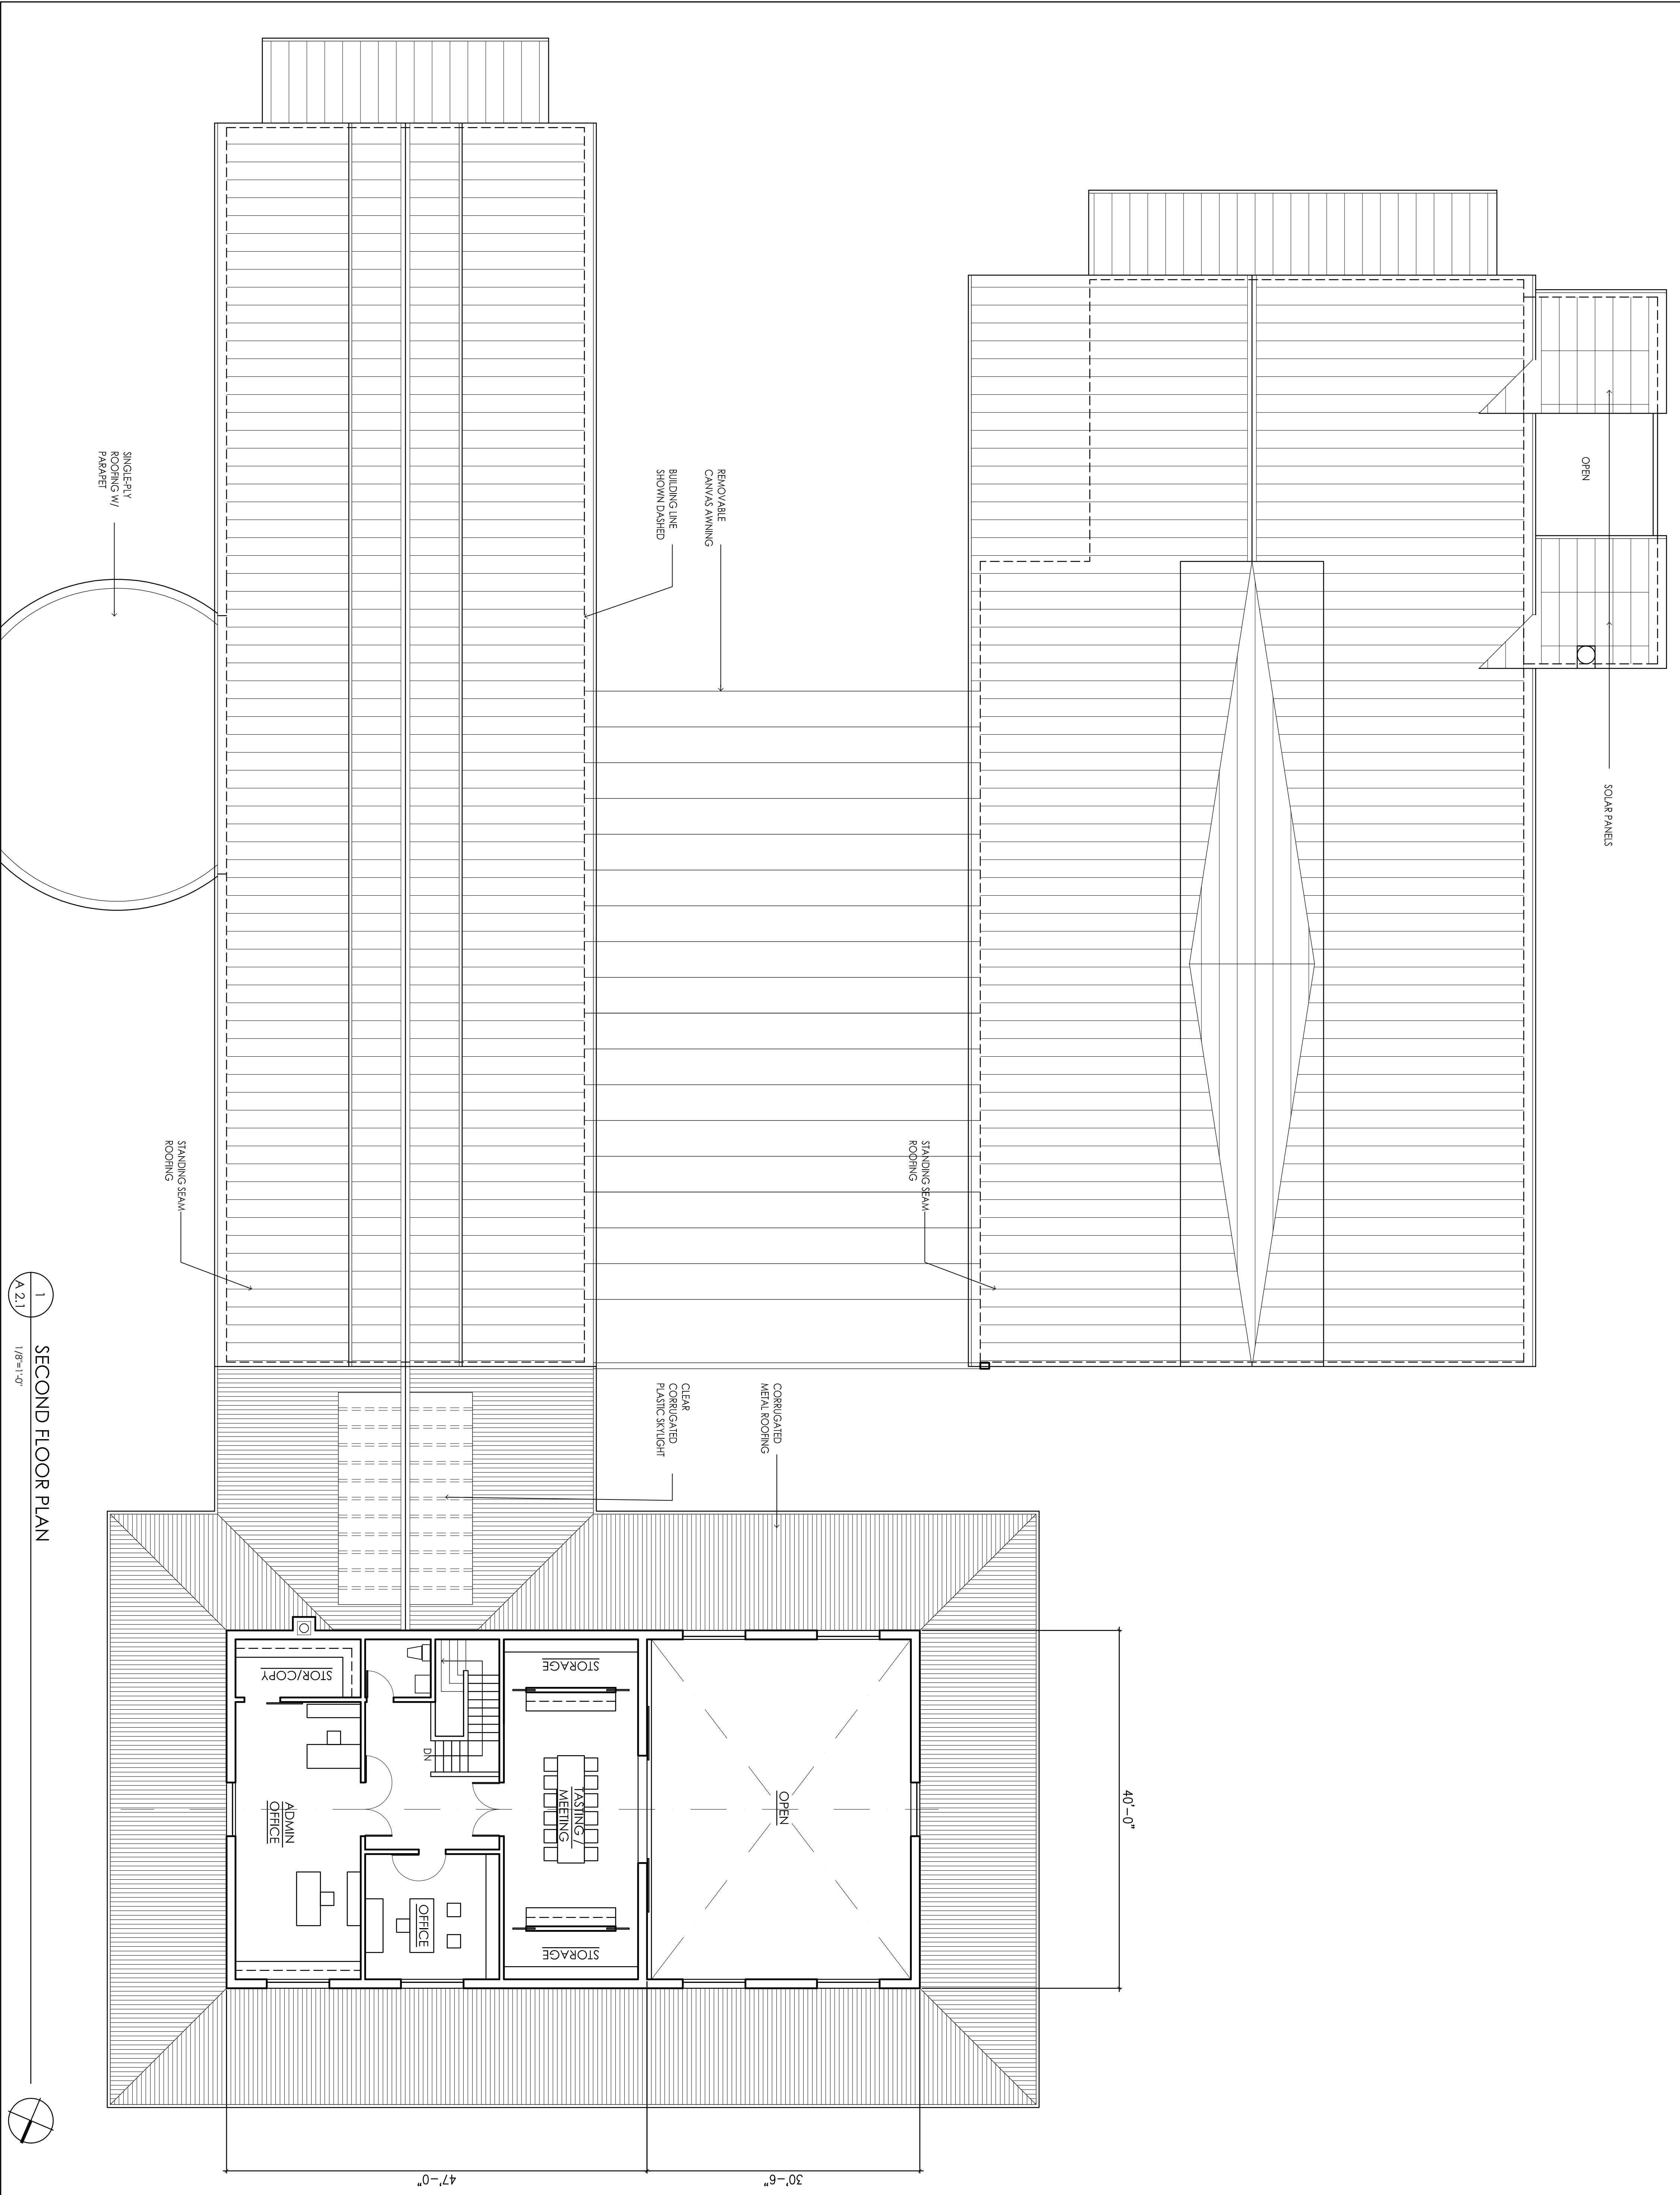 SOLAR PANELS
OPEN
REMOVABLE
CANVAS AWNING
BUILDING LINE
SHOWN DASHED
SINGLE-PLY
ROOFING W/
PARAPET
STANDING SEAM
ROOFING
STANDING SEAM
ROOFING
CORRUGATED
METAL ROOFING
CLEAR
CORRUGATED
PLASTIC SKYLIGHT
40'-0"
OPEN
STORAGE
TASTING /
MEETING
STORAGE
DN
OFFICE
STOR/COPY
ADMIN
OFFICE
47'-0"
30'-6"
1
A 2.1
SECOND FLOOR PLAN
1/8"=1'-0"